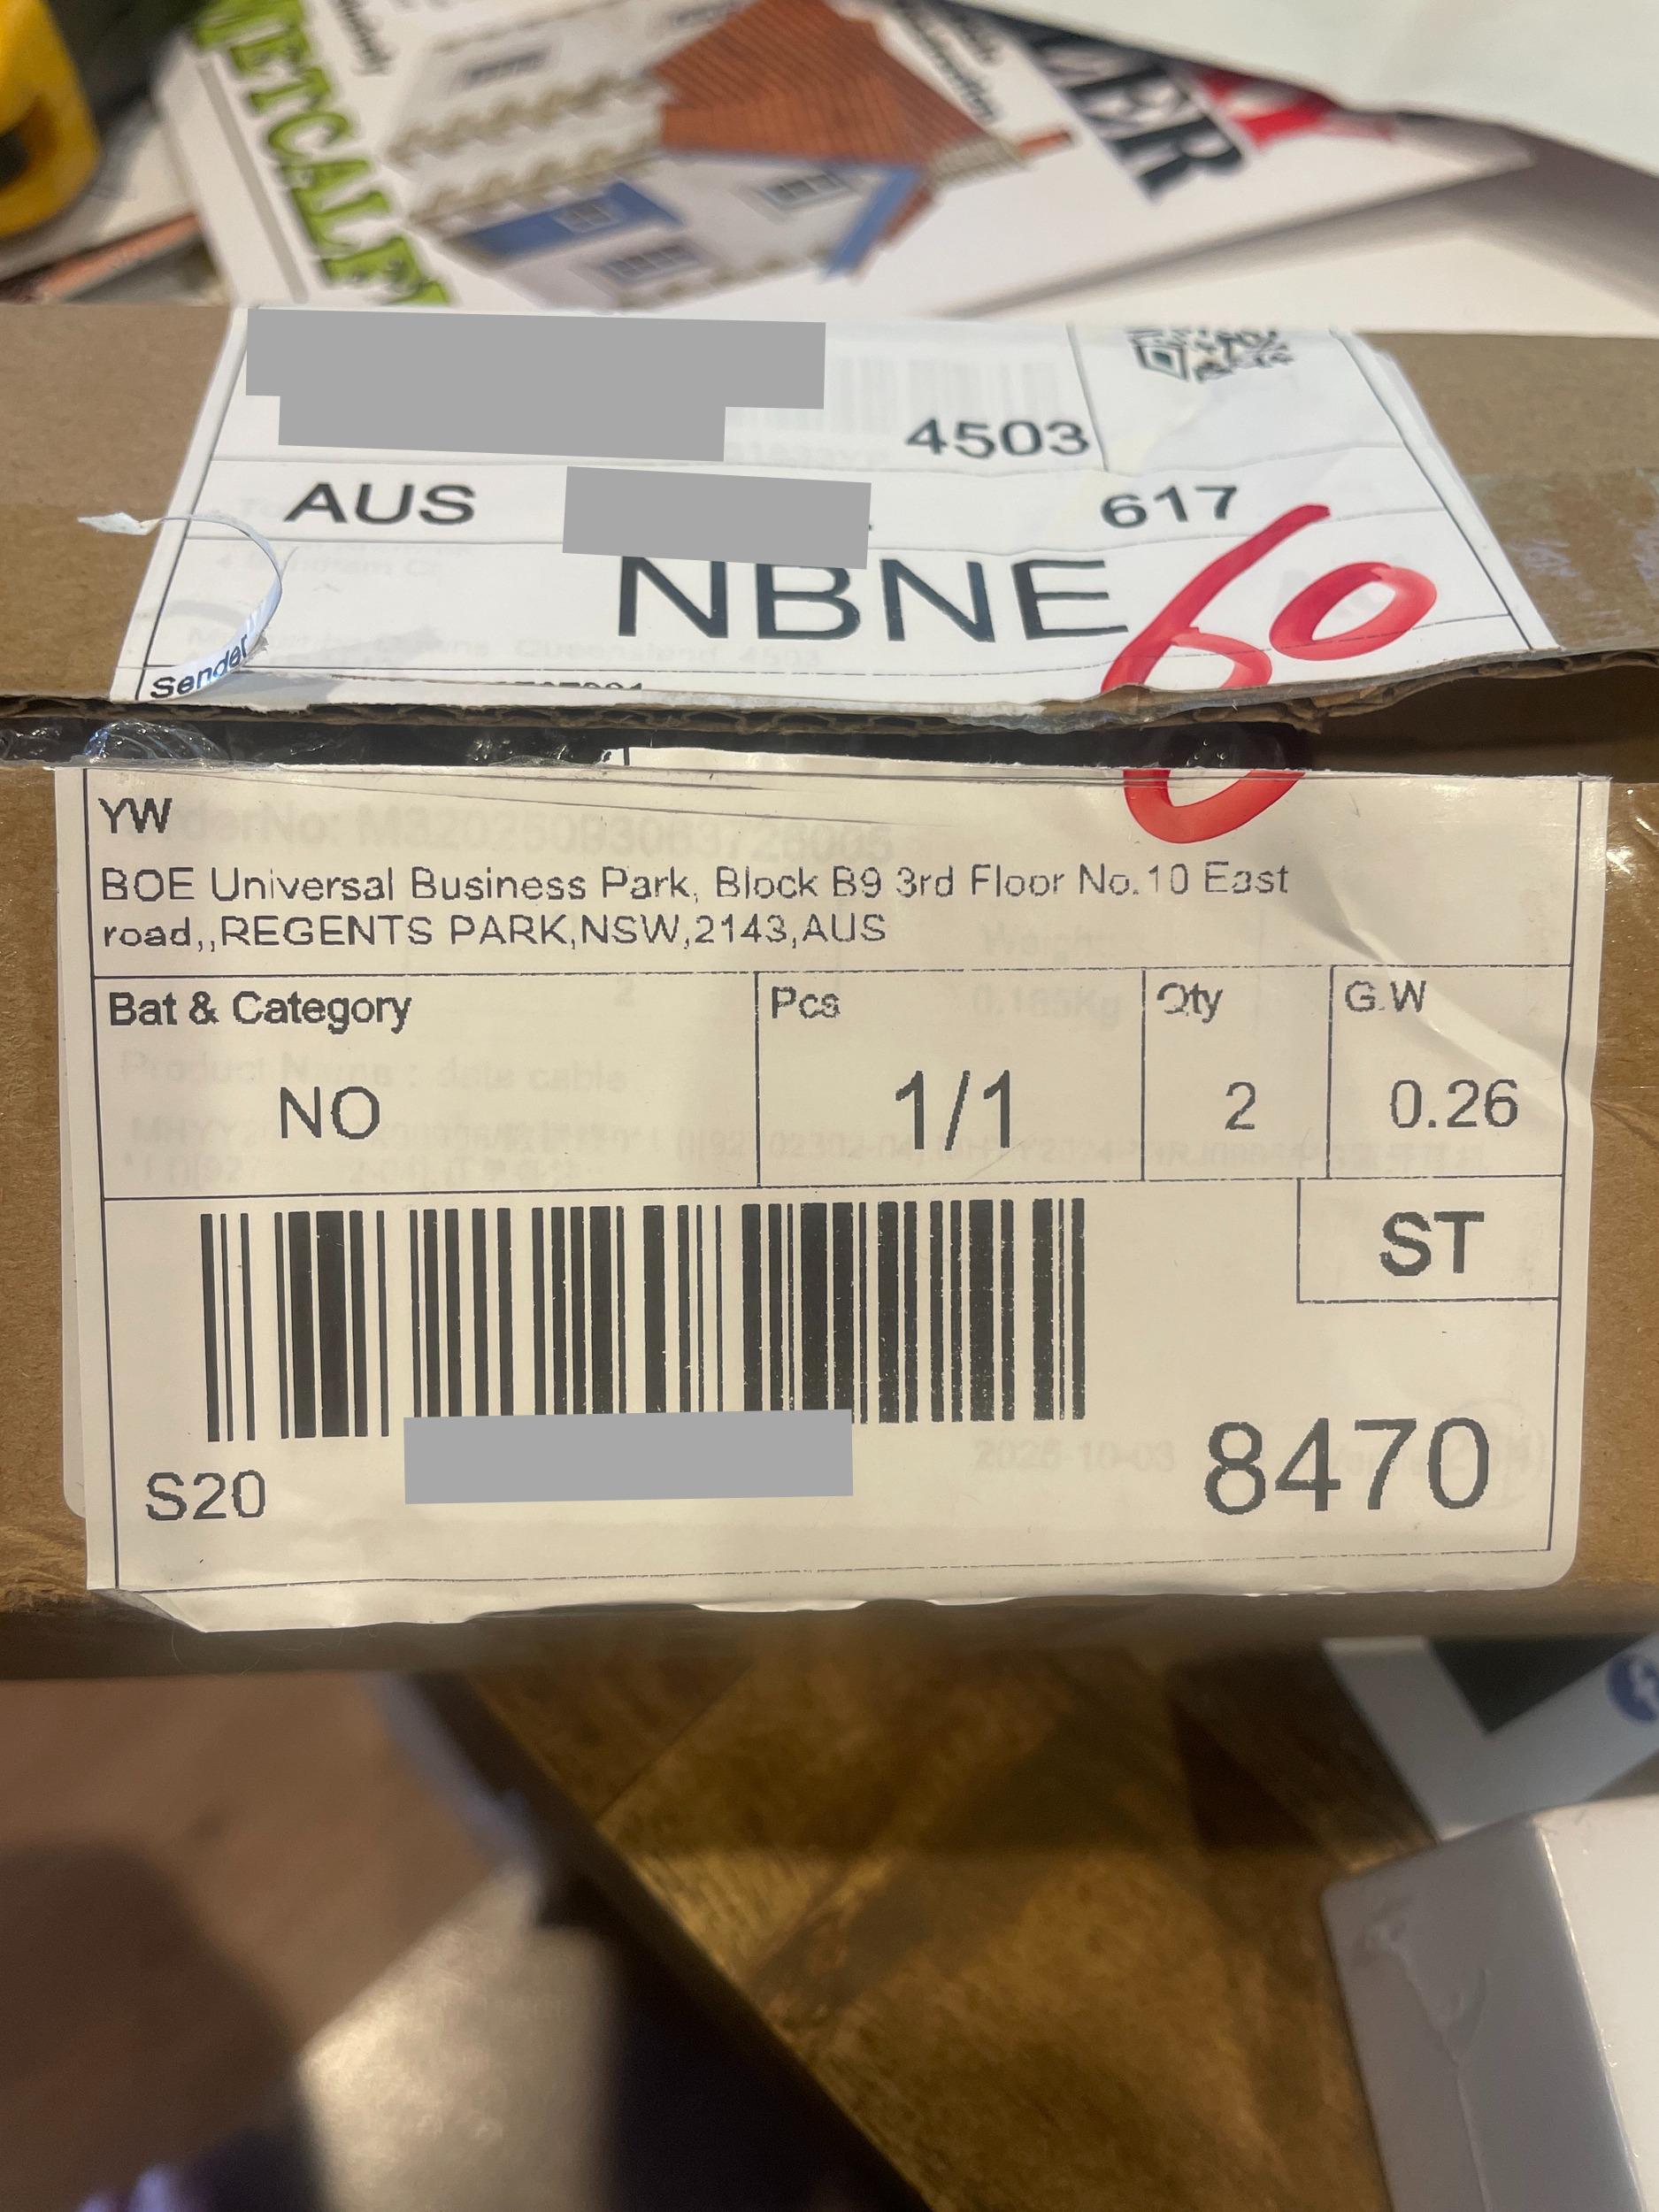 METCALFE
4503
AUS
617
NBNE
60
Sender
YW
BOE Universal Business Park, Block B9 3rd Floor No.10 East
road,,REGENTS PARK,NSW,2143,AUS
Bat & Category
Pcs
Qty
G.W
NO
1/1
2
0.26
ST
S20
8470